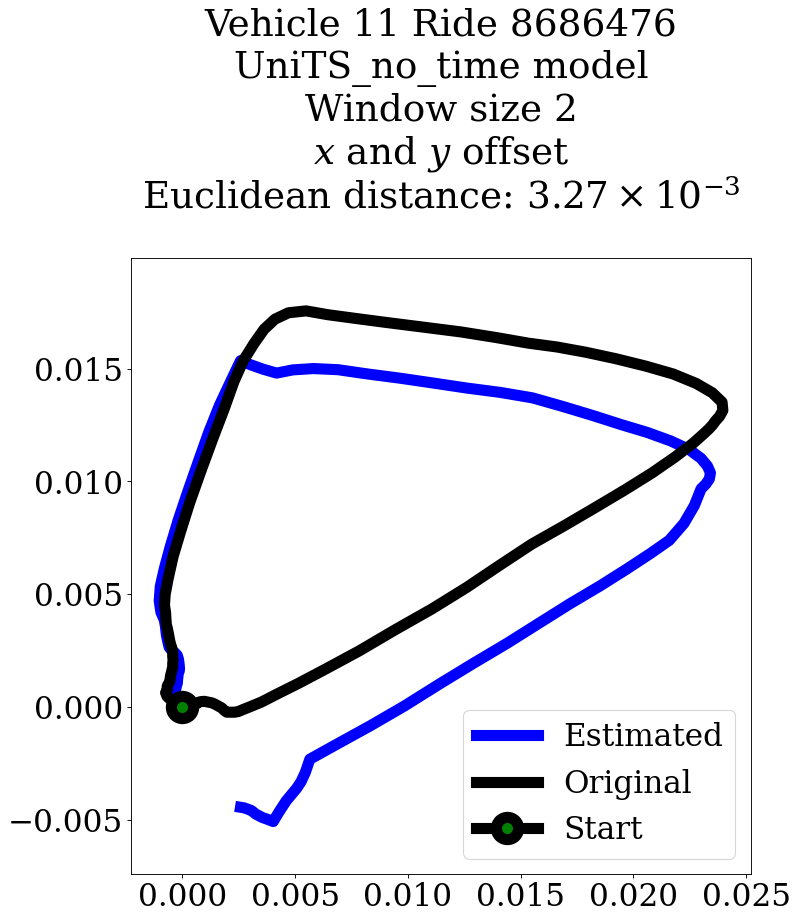 Vehicle 11 Ride 8686476
UniTS_no_time model
Window size 2
x and y offset
Euclidean distance: 3.27 × 10⁻³
0.015
0.010
0.005
0.000
−0.005
Estimated
Original
Start
0.000 0.005 0.010 0.015 0.020 0.025